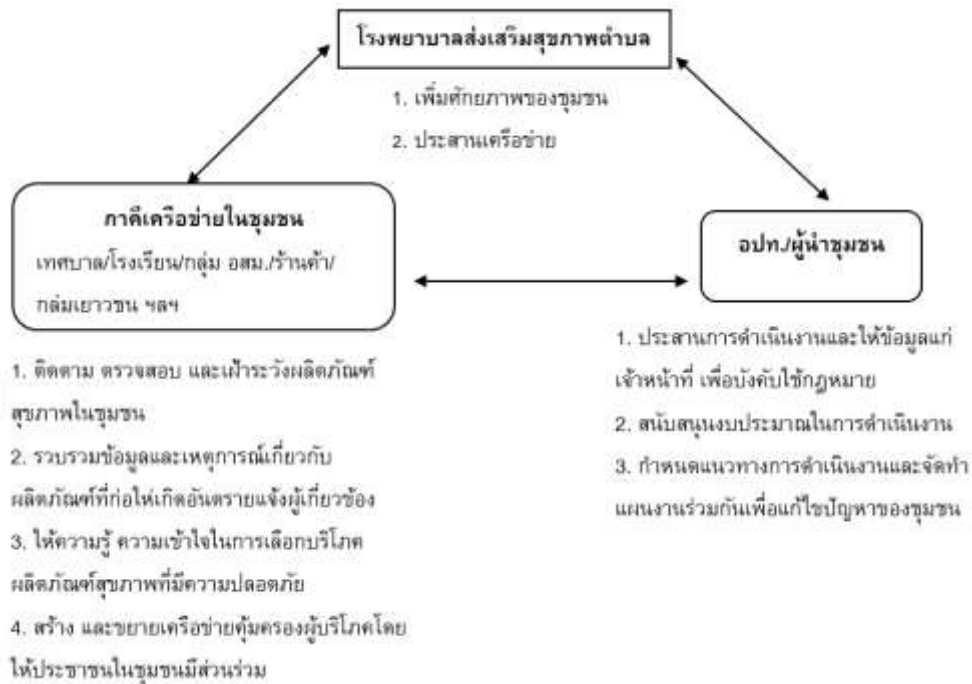 โรงพยาบาลส่งเสริมสุขภาพตำบล
1. เพิ่มศักยภาพของชุมชน
2. ประสานเครือข่าย
ภาคีเครือข่ายในชุมชน
เทศบาล/โรงเรียน/กลุ่ม อสม./ร้านค้า/
กลุ่มเยาวชน ฯลฯ
อปท./ผู้นำชุมชน
1. ติดตาม ตรวจสอบ และเฝ้าระวังผลิตภัณฑ์
สุขภาพในชุมชน
2. รวบรวมข้อมูลและเหตุการณ์เกี่ยวกับ
ผลิตภัณฑ์ที่ก่อให้เกิดอันตรายแจ้งผู้เกี่ยวข้อง
3. ให้ความรู้ ความเข้าใจในการเลือกบริโภค
ผลิตภัณฑ์สุขภาพที่มีความปลอดภัย
4. สร้าง และขยายเครือข่ายคุ้มครองผู้บริโภคโดย
ให้ประชาชนในชุมชนมีส่วนร่วม
1. ประสานการดำเนินงานและให้ข้อมูลแก่
เจ้าหน้าที่ เพื่อบังคับใช้กฎหมาย
2. สนับสนุนงบประมาณในการดำเนินงาน
3. กำหนดแนวทางการดำเนินงานและจัดทำ
แผนงานร่วมกันเพื่อแก้ไขปัญหาของชุมชน